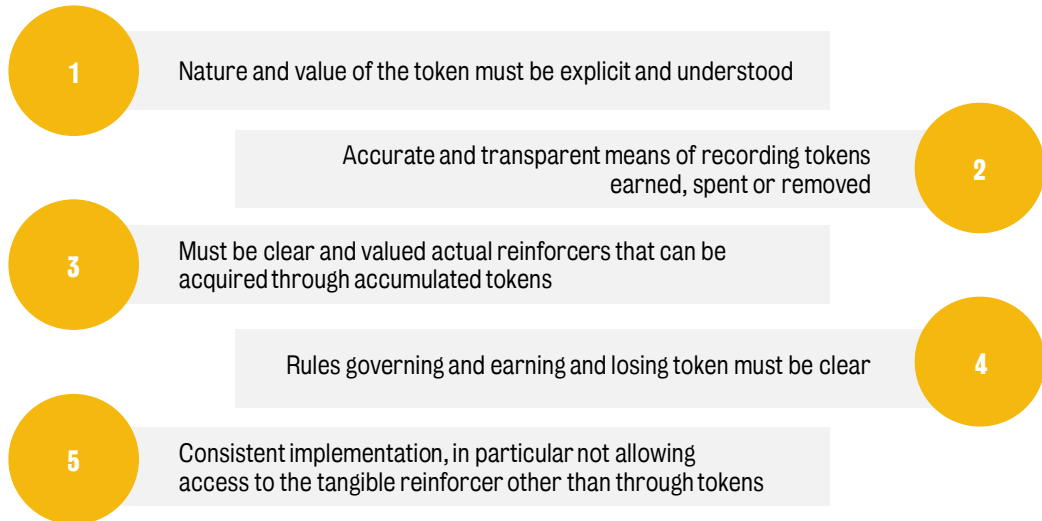 1
Nature and value of the token must be explicit and understood
Accurate and transparent means of recording tokens
earned, spent or removed
2
3
Must be clear and valued actual reinforcers that can be
acquired through accumulated tokens
Rules governing and earning and losing token must be clear
4
5
Consistent implementation, in particular not allowing
access to the tangible reinforcer other than through tokens